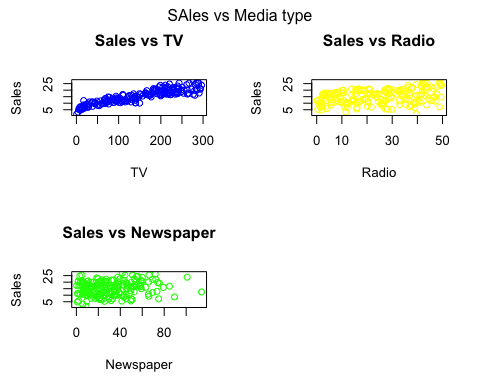 SAles vs Media type
Sales vs TV
Sales
25
5
0 100 200 300
TV
Sales vs Radio
Sales
25
5
0 10 30 50
Radio
Sales vs Newspaper
Sales
25
5
0 40 80
Newspaper